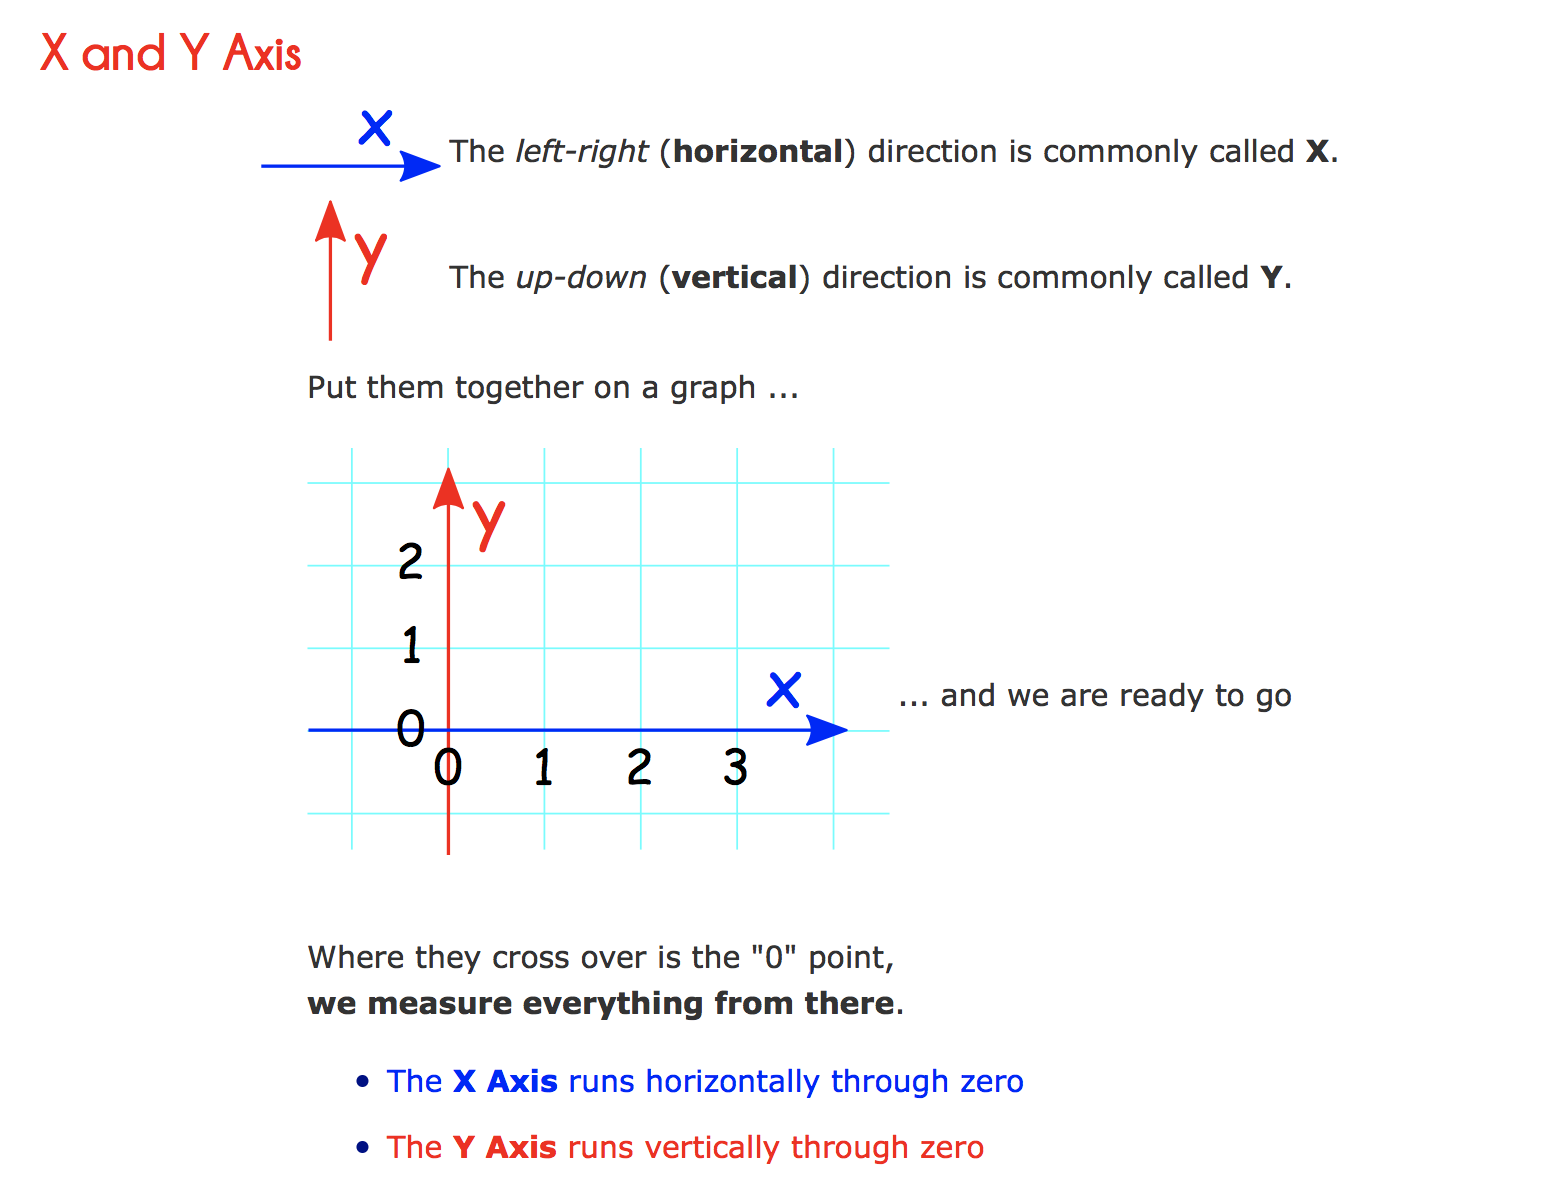 X and Y Axis
X
The left-right (horizontal) direction is commonly called X.
y
The up-down (vertical) direction is commonly called Y.
Put them together on a graph ...
y
2
1
X
... and we are ready to go
0
0 1 2 3
Where they cross over is the "0" point,
we measure everything from there.
• The X Axis runs horizontally through zero
• The Y Axis runs vertically through zero